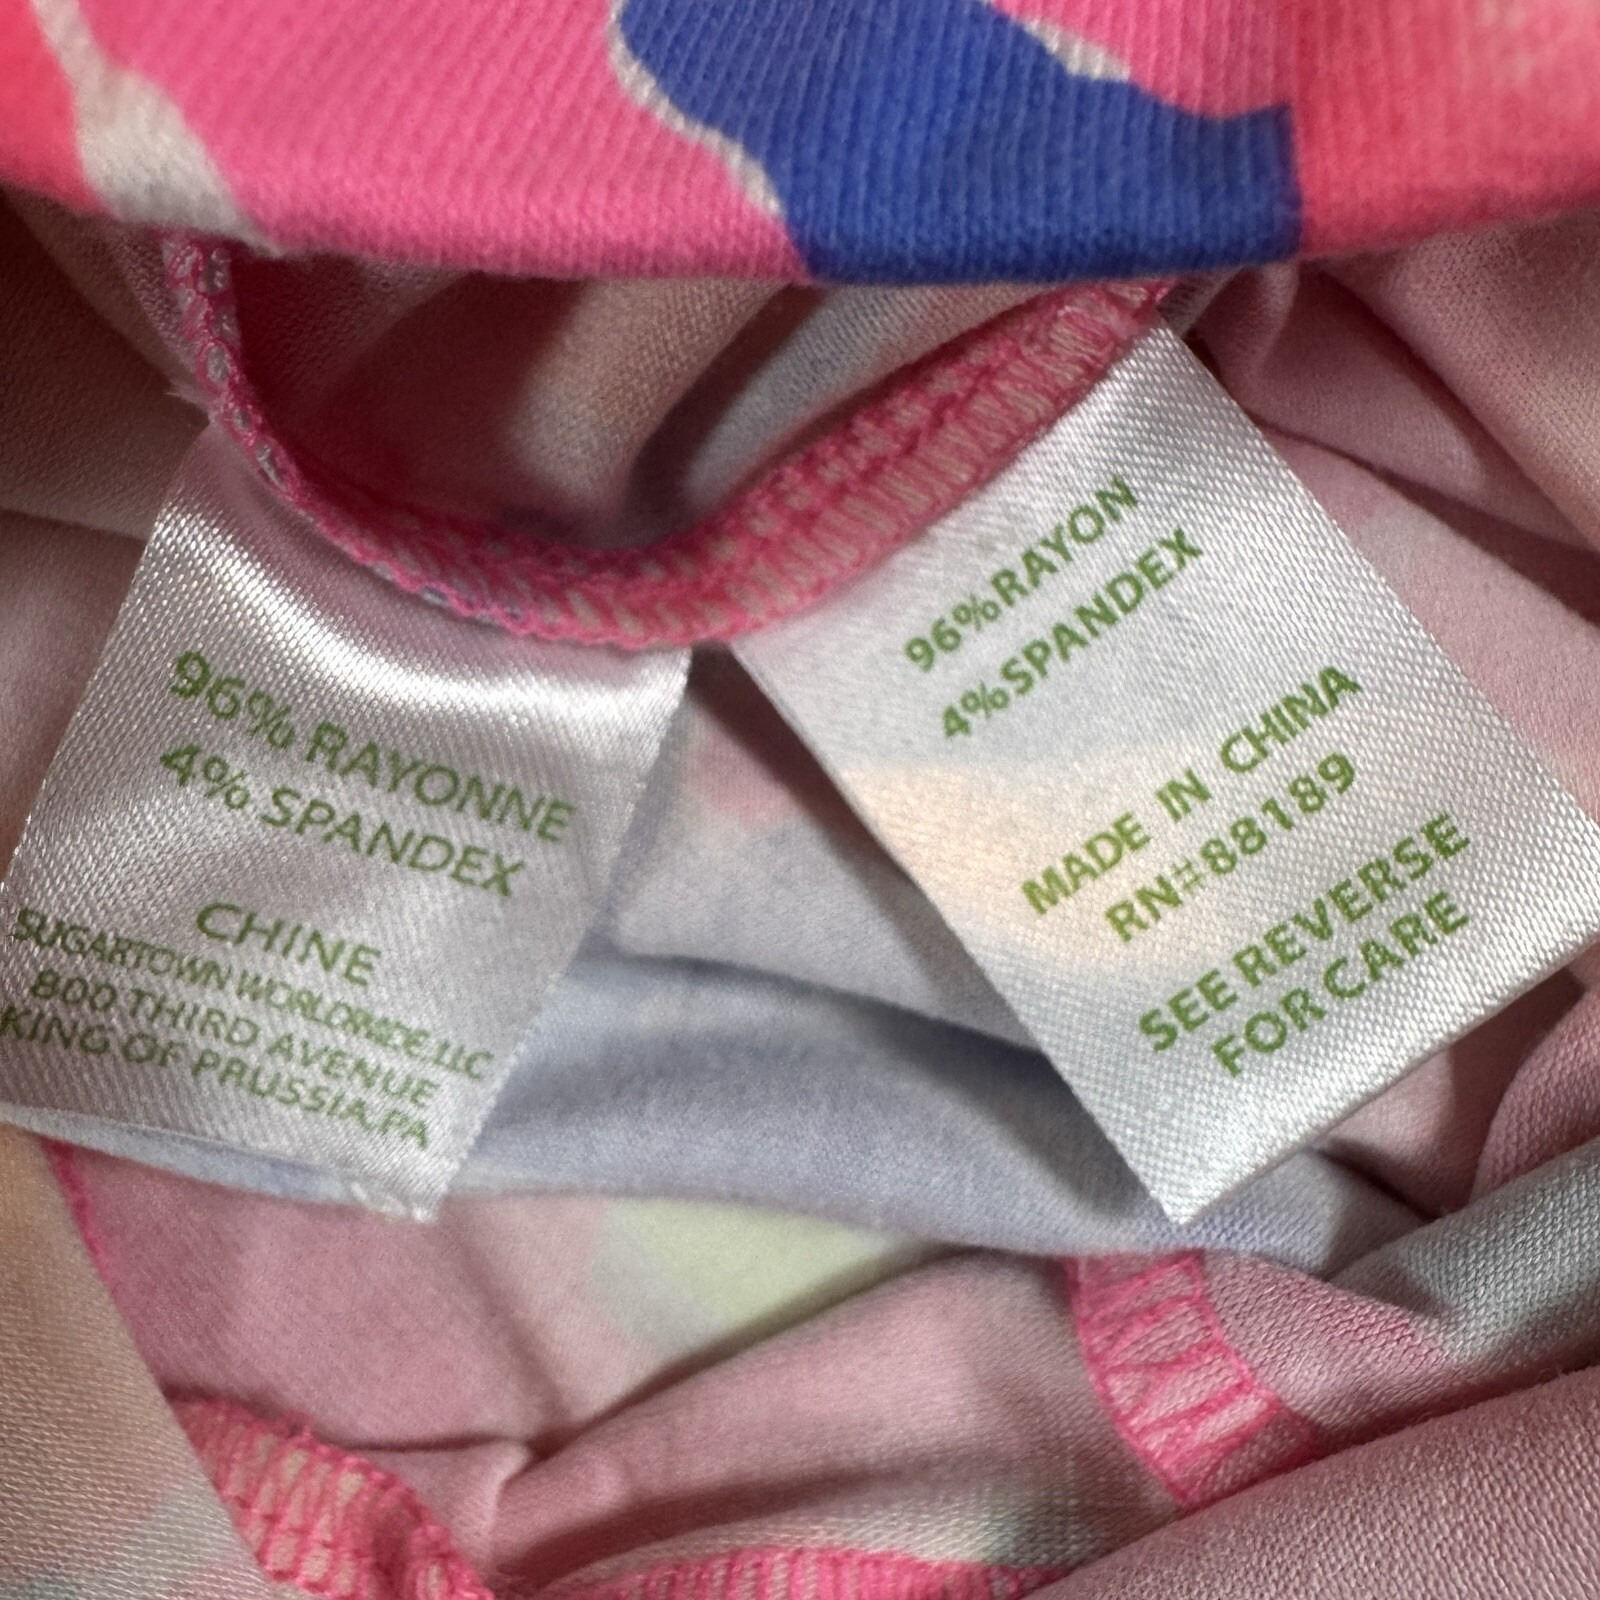 96% RAYONNE
4% SPANDEX
CHINE
SUGARTOWN WORLDWIDE, LLC
800 THIRD AVENUE
KING OF PRUSSIA, PA
96% RAYON
4% SPANDEX
MADE IN CHINA
RN#88189
SEE REVERSE
FOR CARE